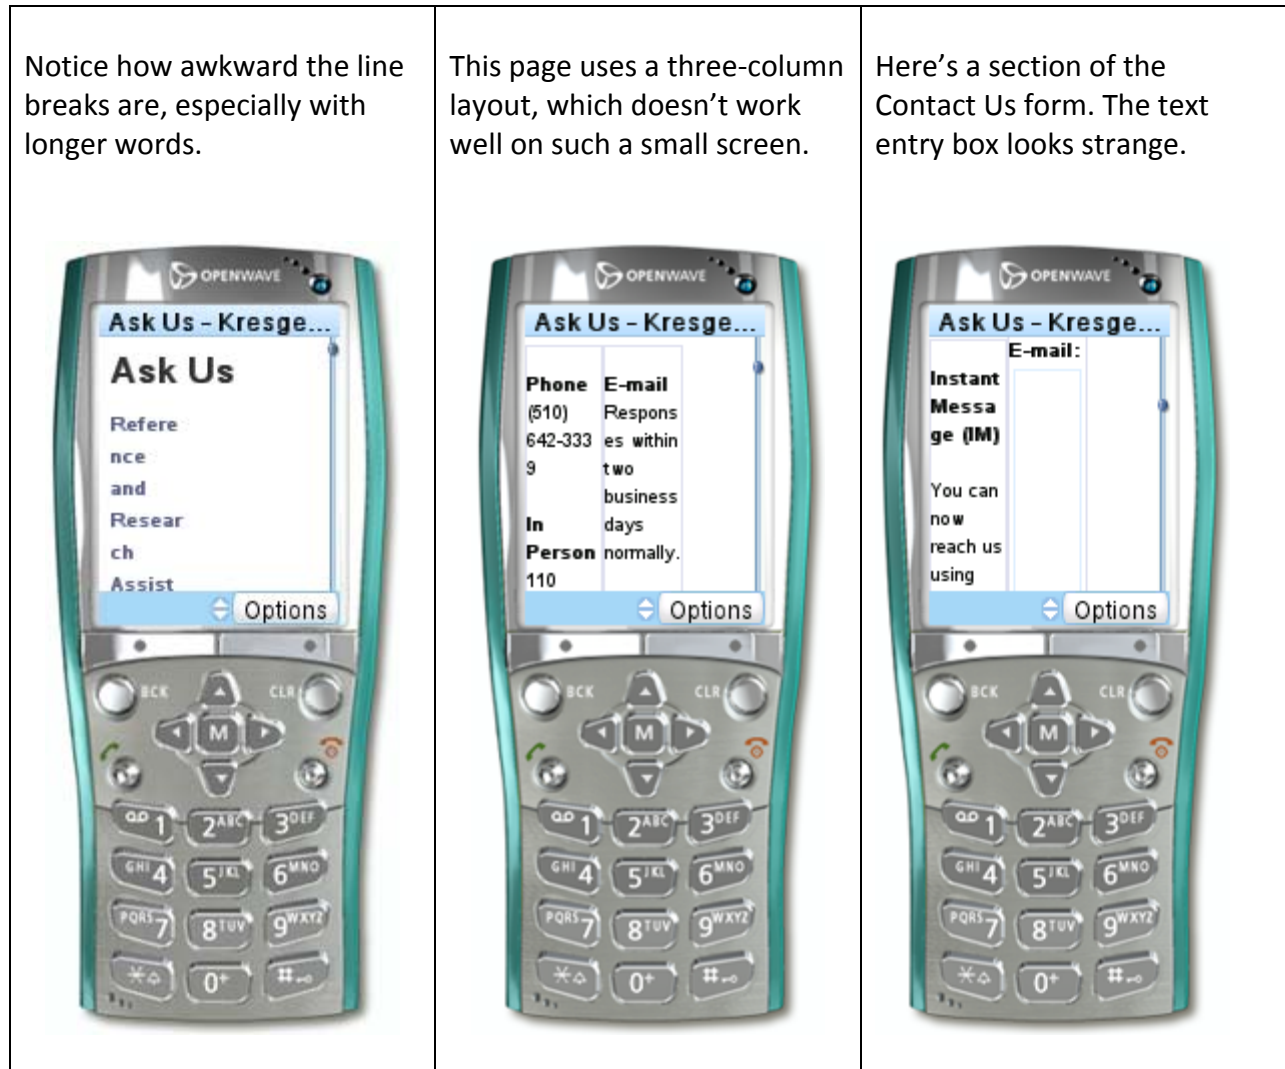 Notice how awkward the line
breaks are, especially with
longer words.
OPENWAVE
Ask Us – Kresge...
Ask Us
Refere
nce
and
Resear
ch
Assist
Options
BCK
CLR
M
1
2ABC
3DEF
GHI4
5JKL
6MNO
PQRS7
8TUV
9WXYZ
*
0+
#
This page uses a three-column
layout, which doesn’t work
well on such a small screen.
OPENWAVE
Ask Us – Kresge...
Phone
(510)
642-333
9
In
Person
110
E-mail
Respons
es within
two
business
days
normally.
Options
BCK
CLR
M
1
2ABC
3DEF
GHI4
5JKL
6MNO
PQRS7
8TUV
9WXYZ
*
0+
#
Here’s a section of the
Contact Us form. The text
entry box looks strange.
OPENWAVE
Ask Us – Kresge...
Instant
Messa
ge (IM)
You can
now
reach us
using
E-mail:
Options
BCK
CLR
M
1
2ABC
3DEF
GHI4
5JKL
6MNO
PQRS7
8TUV
9WXYZ
*
0+
#